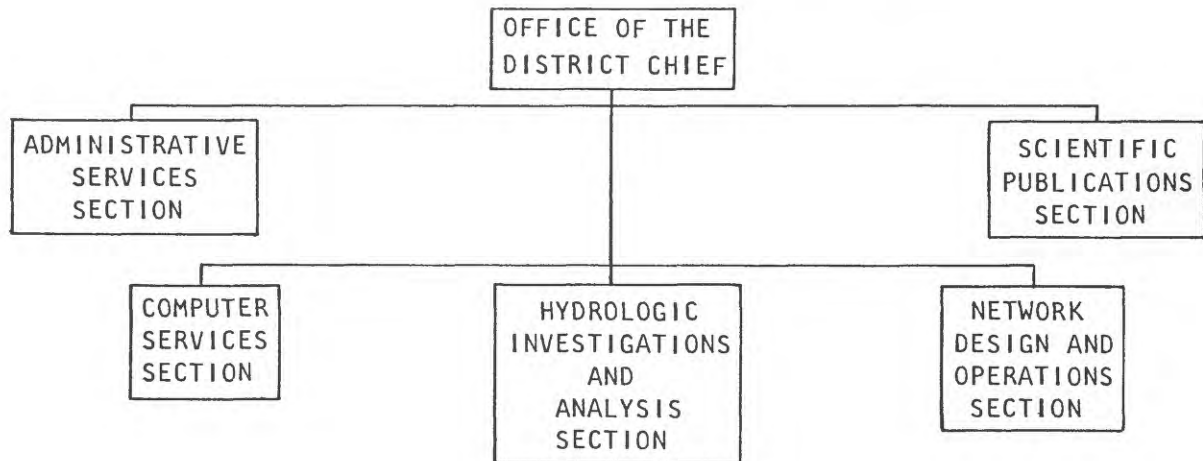 OFFICE OF THE
DISTRICT CHIEF
ADMINISTRATIVE
SERVICES
SECTION
SCIENTIFIC
PUBLICATIONS
SECTION
COMPUTER
SERVICES
SECTION
HYDROLOGIC
INVESTIGATIONS
AND
ANALYSIS
SECTION
NETWORK
DESIGN AND
OPERATIONS
SECTION